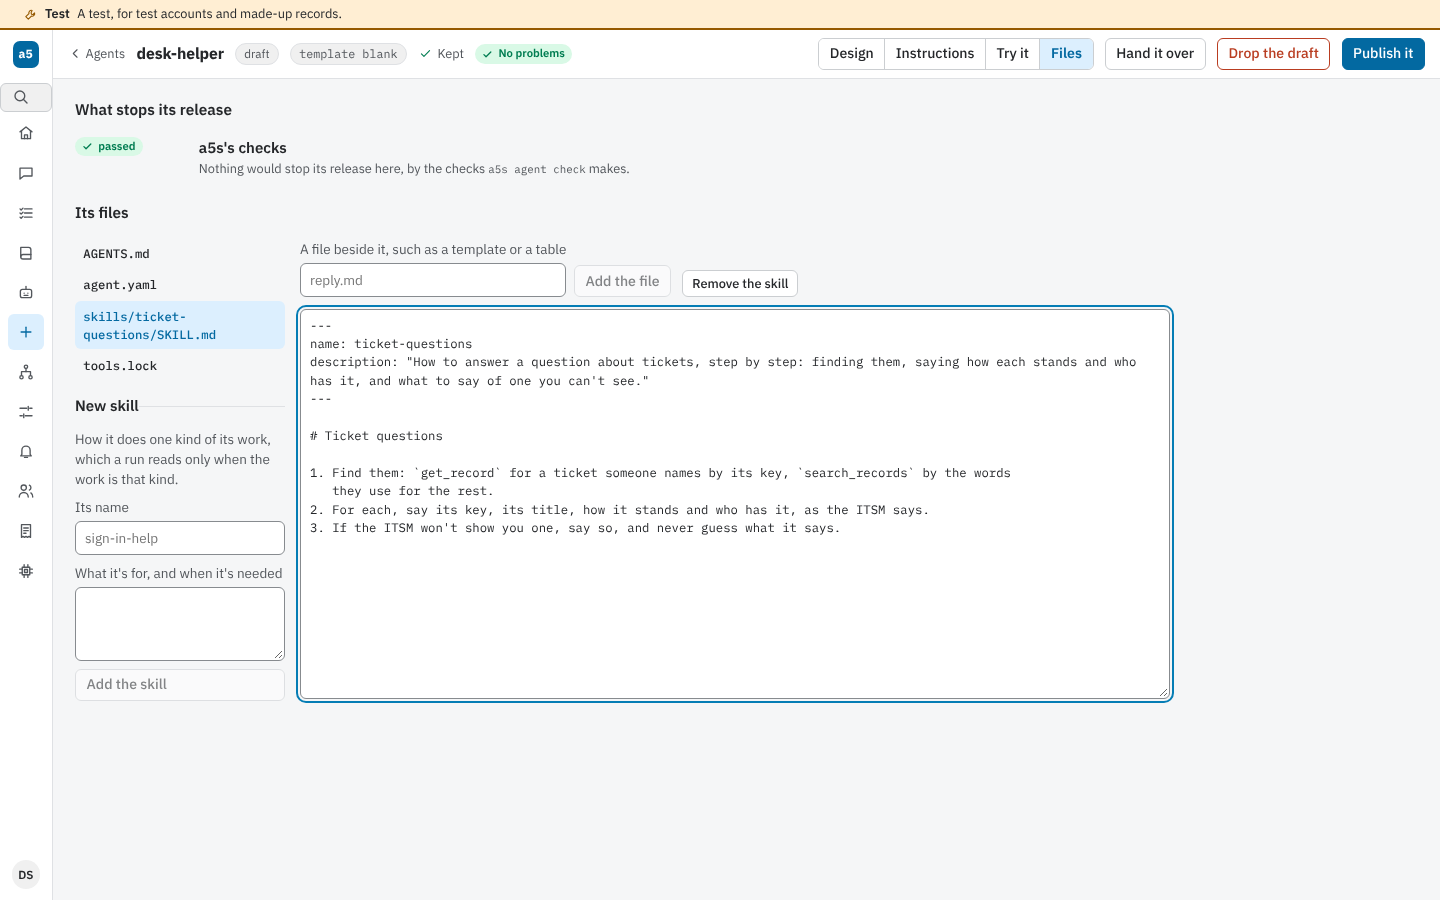 Test A test, for test accounts and made-up records.
a5
Agents desk-helper draft template blank Kept No problems
Design Instructions Try it Files Hand it over Drop the draft Publish it
What stops its release
passed
a5s's checks
Nothing would stop its release here, by the checks a5s agent check makes.
Its files
AGENTS.md
agent.yaml
skills/ticket-
questions/SKILL.md
tools.lock
New skill
How it does one kind of its work,
which a run reads only when the
work is that kind.
Its name
sign-in-help
What it's for, and when it's needed
Add the skill
A file beside it, such as a template or a table
reply.md Add the file Remove the skill
---
name: ticket-questions
description: "How to answer a question about tickets, step by step: finding them, saying how each stands and who
has it, and what to say of one you can't see."
---
# Ticket questions
1. Find them: `get_record` for a ticket someone names by its key, `search_records` by the words
they use for the rest.
2. For each, say its key, its title, how it stands and who has it, as the ITSM says.
3. If the ITSM won't show you one, say so, and never guess what it says.
DS